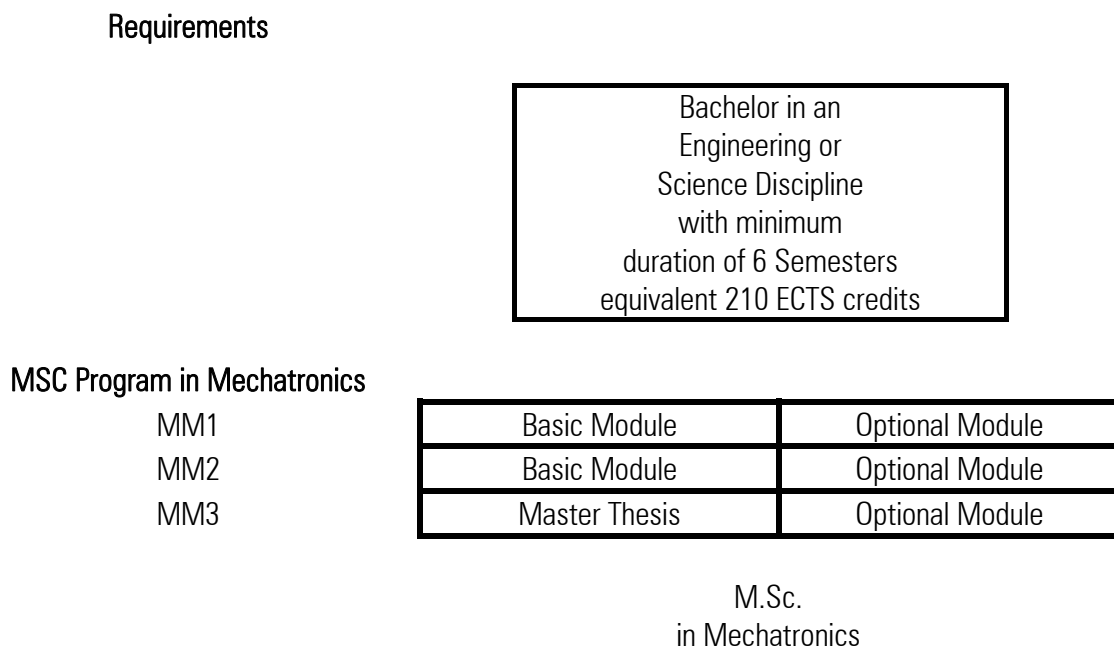 Requirements
Bachelor in an
Engineering or
Science Discipline
with minimum
duration of 6 Semesters
equivalent 210 ECTS credits
MSC Program in Mechatronics
MM1 Basic Module Optional Module
MM2 Basic Module Optional Module
MM3 Master Thesis Optional Module
M.Sc.
in Mechatronics